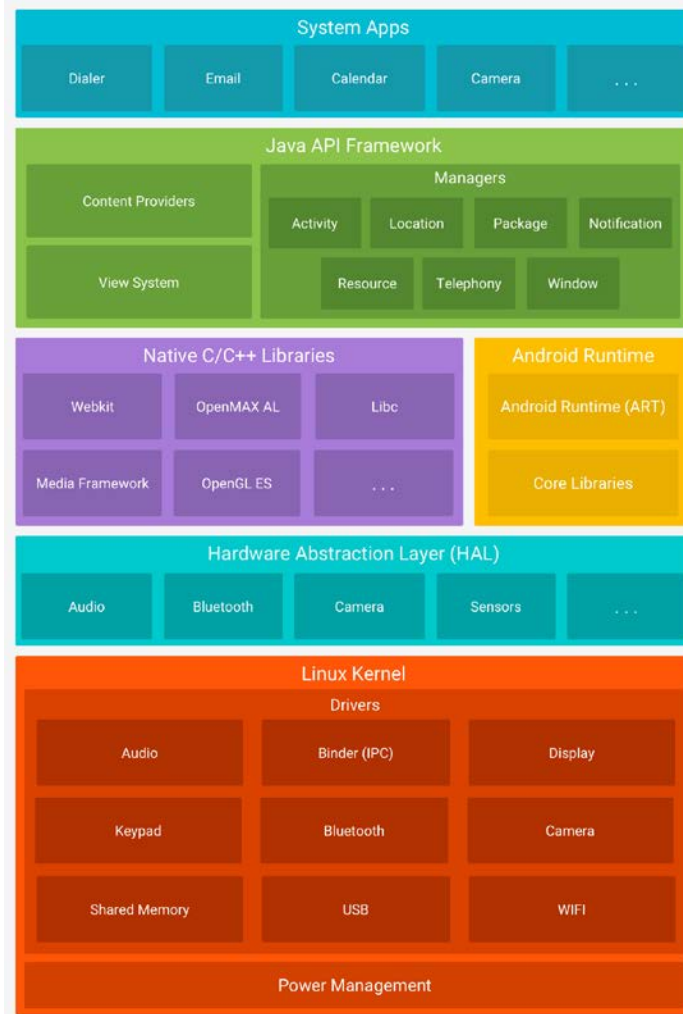 System Apps
Dialer Email Calendar Camera . . .
Java API Framework
Content Providers
View System
Managers
Activity Location Package Notification
Resource Telephony Window
Native C/C++ Libraries
Webkit OpenMAX AL Libc
Media Framework OpenGL ES . . .
Android Runtime
Android Runtime (ART)
Core Libraries
Hardware Abstraction Layer (HAL)
Audio Bluetooth Camera Sensors . . .
Linux Kernel
Drivers
Audio Binder (IPC) Display
Keypad Bluetooth Camera
Shared Memory USB WIFI
Power Management